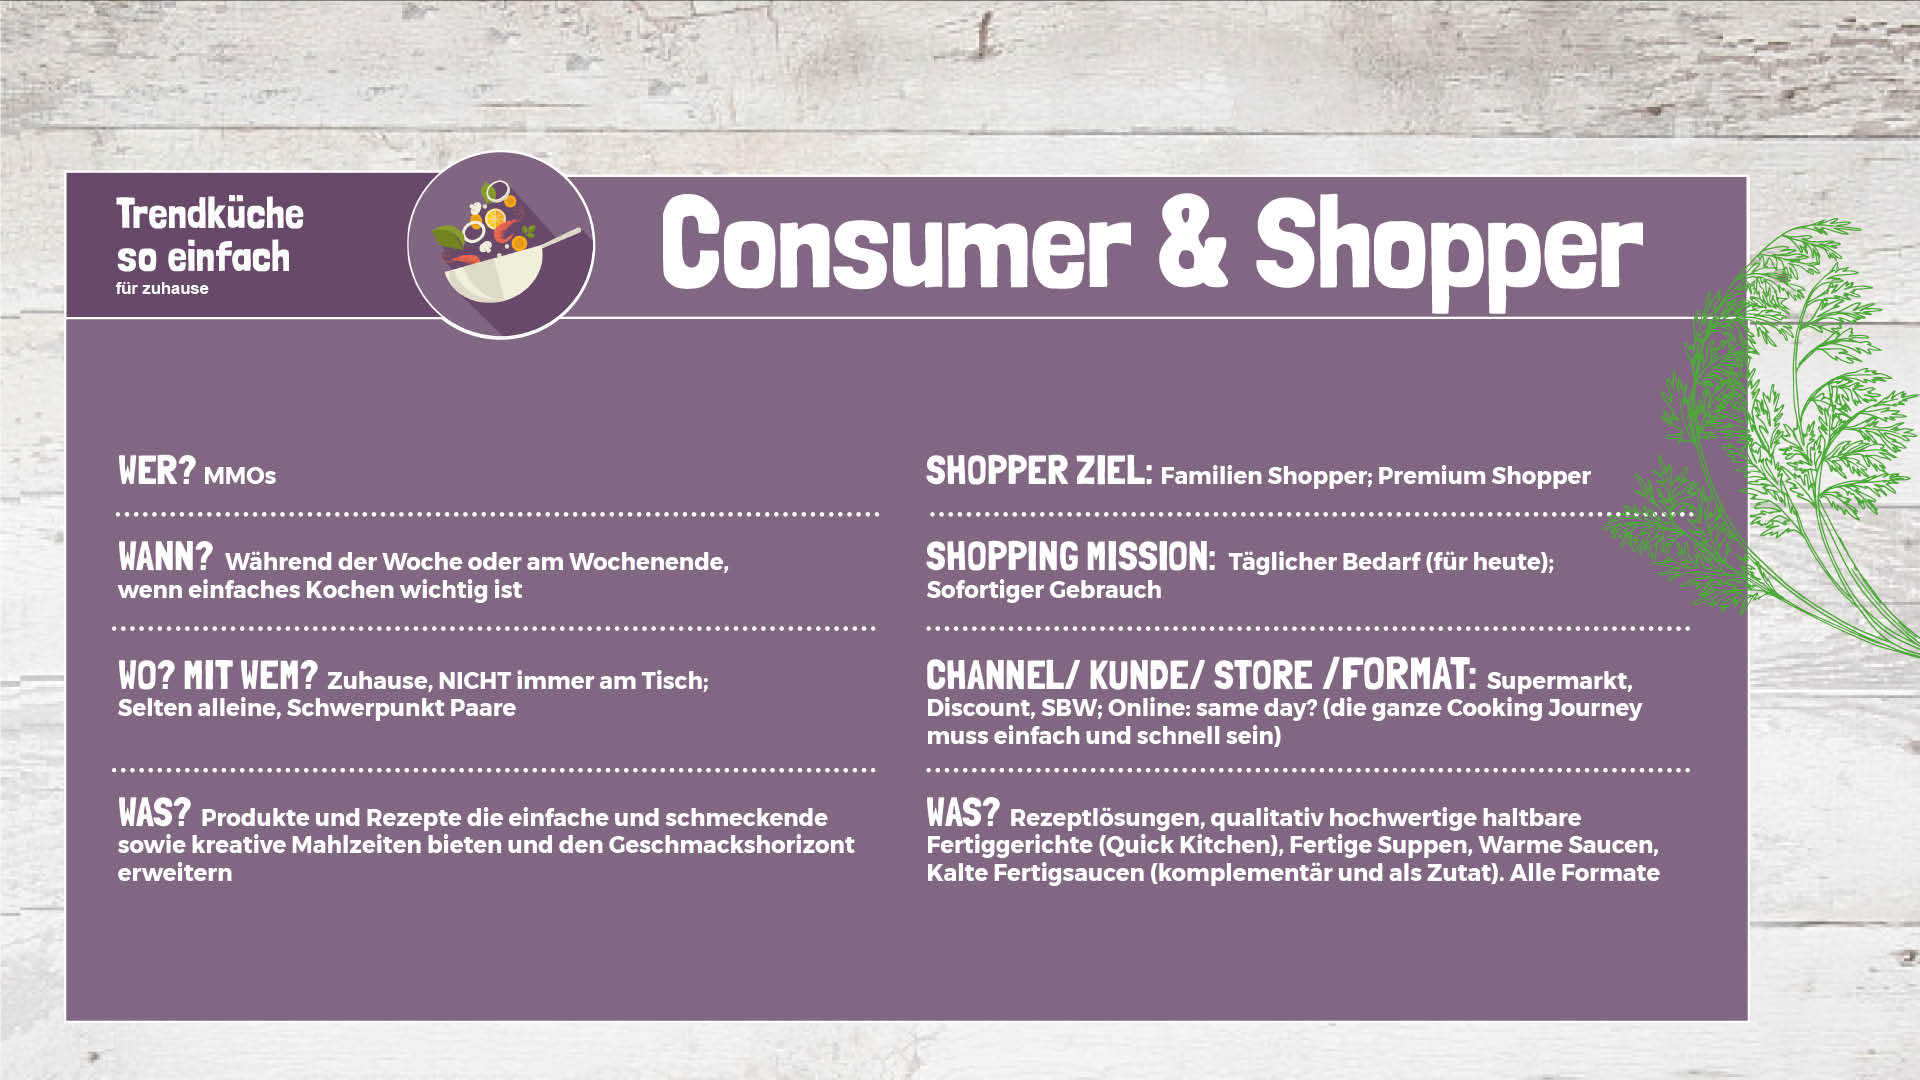 Trendküche
so einfach
für zuhause
Consumer & Shopper
WER? MMOs
WANN? Während der Woche oder am Wochenende,
wenn einfaches Kochen wichtig ist
WO? MIT WEM? Zuhause, NICHT immer am Tisch;
Selten alleine, Schwerpunkt Paare
WAS? Produkte und Rezepte die einfache und schmeckende
sowie kreative Mahlzeiten bieten und den Geschmackshorizont
erweitern
SHOPPER ZIEL: Familien Shopper; Premium Shopper
SHOPPING MISSION: Täglicher Bedarf (für heute);
Sofortiger Gebrauch
CHANNEL/ KUNDE/ STORE /FORMAT: Supermarkt,
Discount, SBW; Online: same day? (die ganze Cooking Journey
muss einfach und schnell sein)
WAS? Rezeptlösungen, qualitativ hochwertige haltbare
Fertiggerichte (Quick Kitchen), Fertige Suppen, Warme Saucen,
Kalte Fertigsaucen (komplementär und als Zutat). Alle Formate